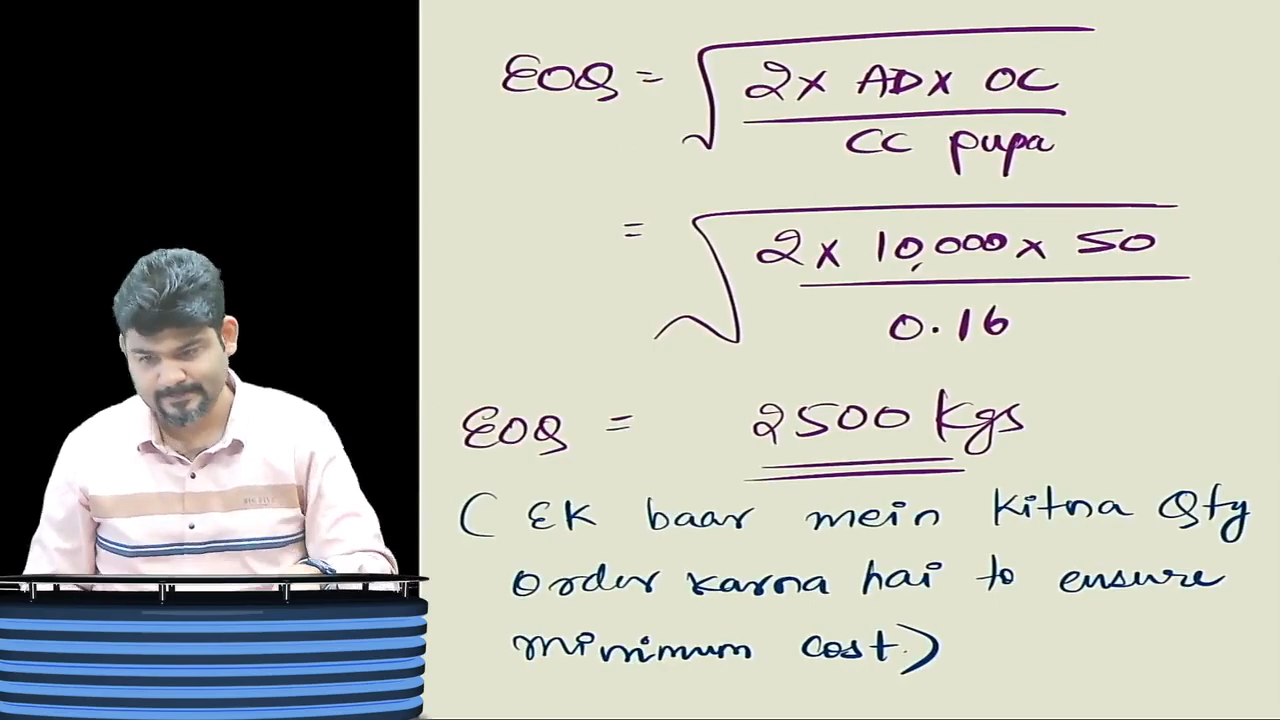 EOQ = √ 2 x AD x OC
CC pupa
= √ 2 x 10,000 x 50
0.16
EOQ = 2500 Kgs
( EK baar mein Kitna Qty
order karna hai to ensure
minimum cost.)